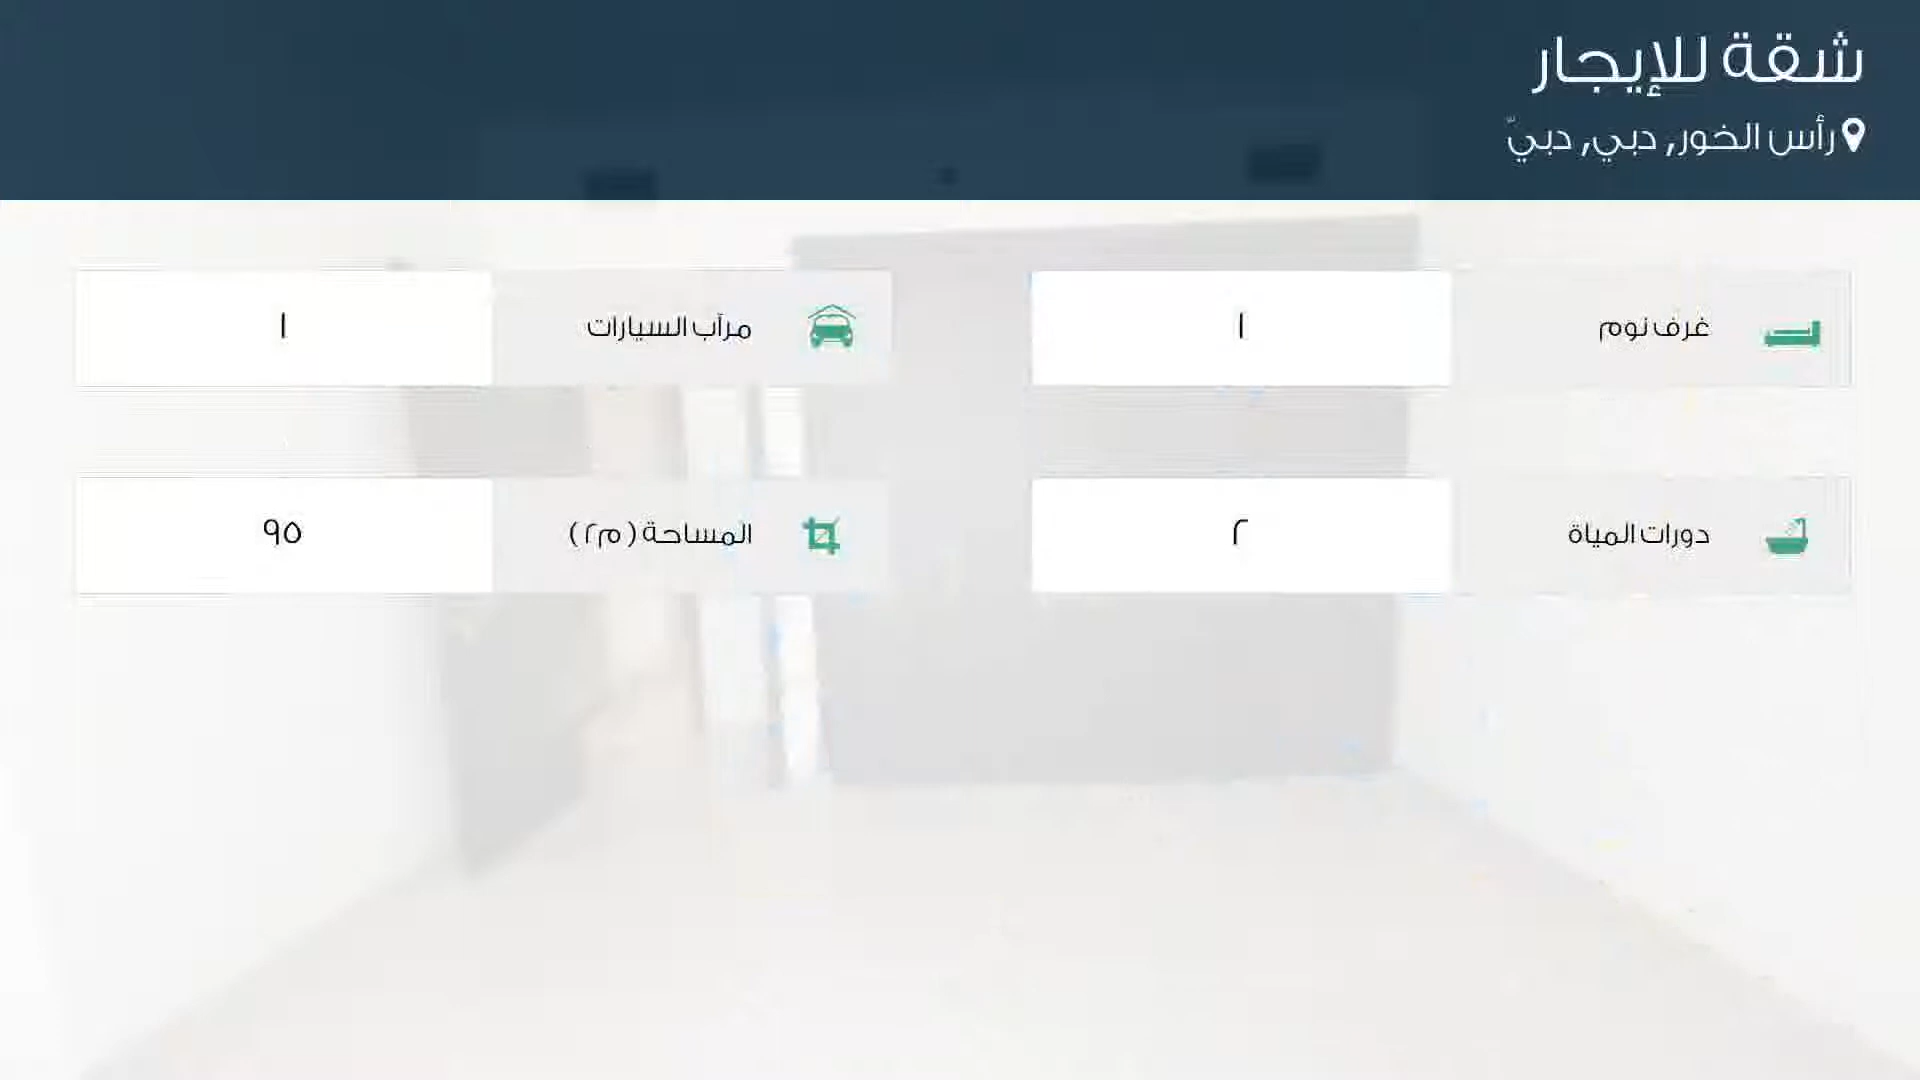 شقة للإيجار
رأس الخور, دبي, دبيّ
غرف نوم
١
مرآب السيارات
١
دورات المياة
٢
المساحة (م٢)
٩٥